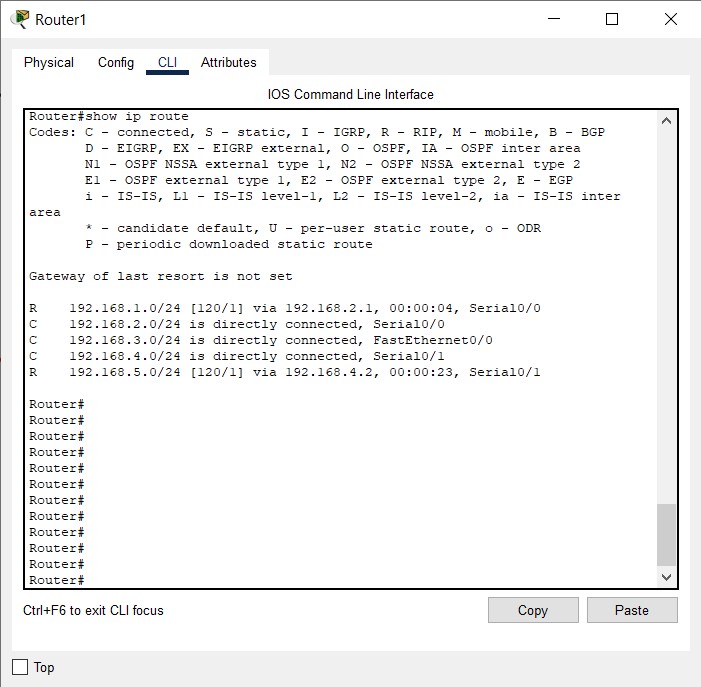 Router1
Physical Config CLI Attributes
IOS Command Line Interface
Router#show ip route
Codes: C - connected, S - static, I - IGRP, R - RIP, M - mobile, B - BGP
       D - EIGRP, EX - EIGRP external, O - OSPF, IA - OSPF inter area
       N1 - OSPF NSSA external type 1, N2 - OSPF NSSA external type 2
       E1 - OSPF external type 1, E2 - OSPF external type 2, E - EGP
       i - IS-IS, L1 - IS-IS level-1, L2 - IS-IS level-2, ia - IS-IS inter
area
       * - candidate default, U - per-user static route, o - ODR
       P - periodic downloaded static route
Gateway of last resort is not set
R    192.168.1.0/24 [120/1] via 192.168.2.1, 00:00:04, Serial0/0
C    192.168.2.0/24 is directly connected, Serial0/0
C    192.168.3.0/24 is directly connected, FastEthernet0/0
C    192.168.4.0/24 is directly connected, Serial0/1
R    192.168.5.0/24 [120/1] via 192.168.4.2, 00:00:23, Serial0/1
Router#
Router#
Router#
Router#
Router#
Router#
Router#
Router#
Router#
Router#
Router#
Router#
Ctrl+F6 to exit CLI focus
Copy Paste
Top